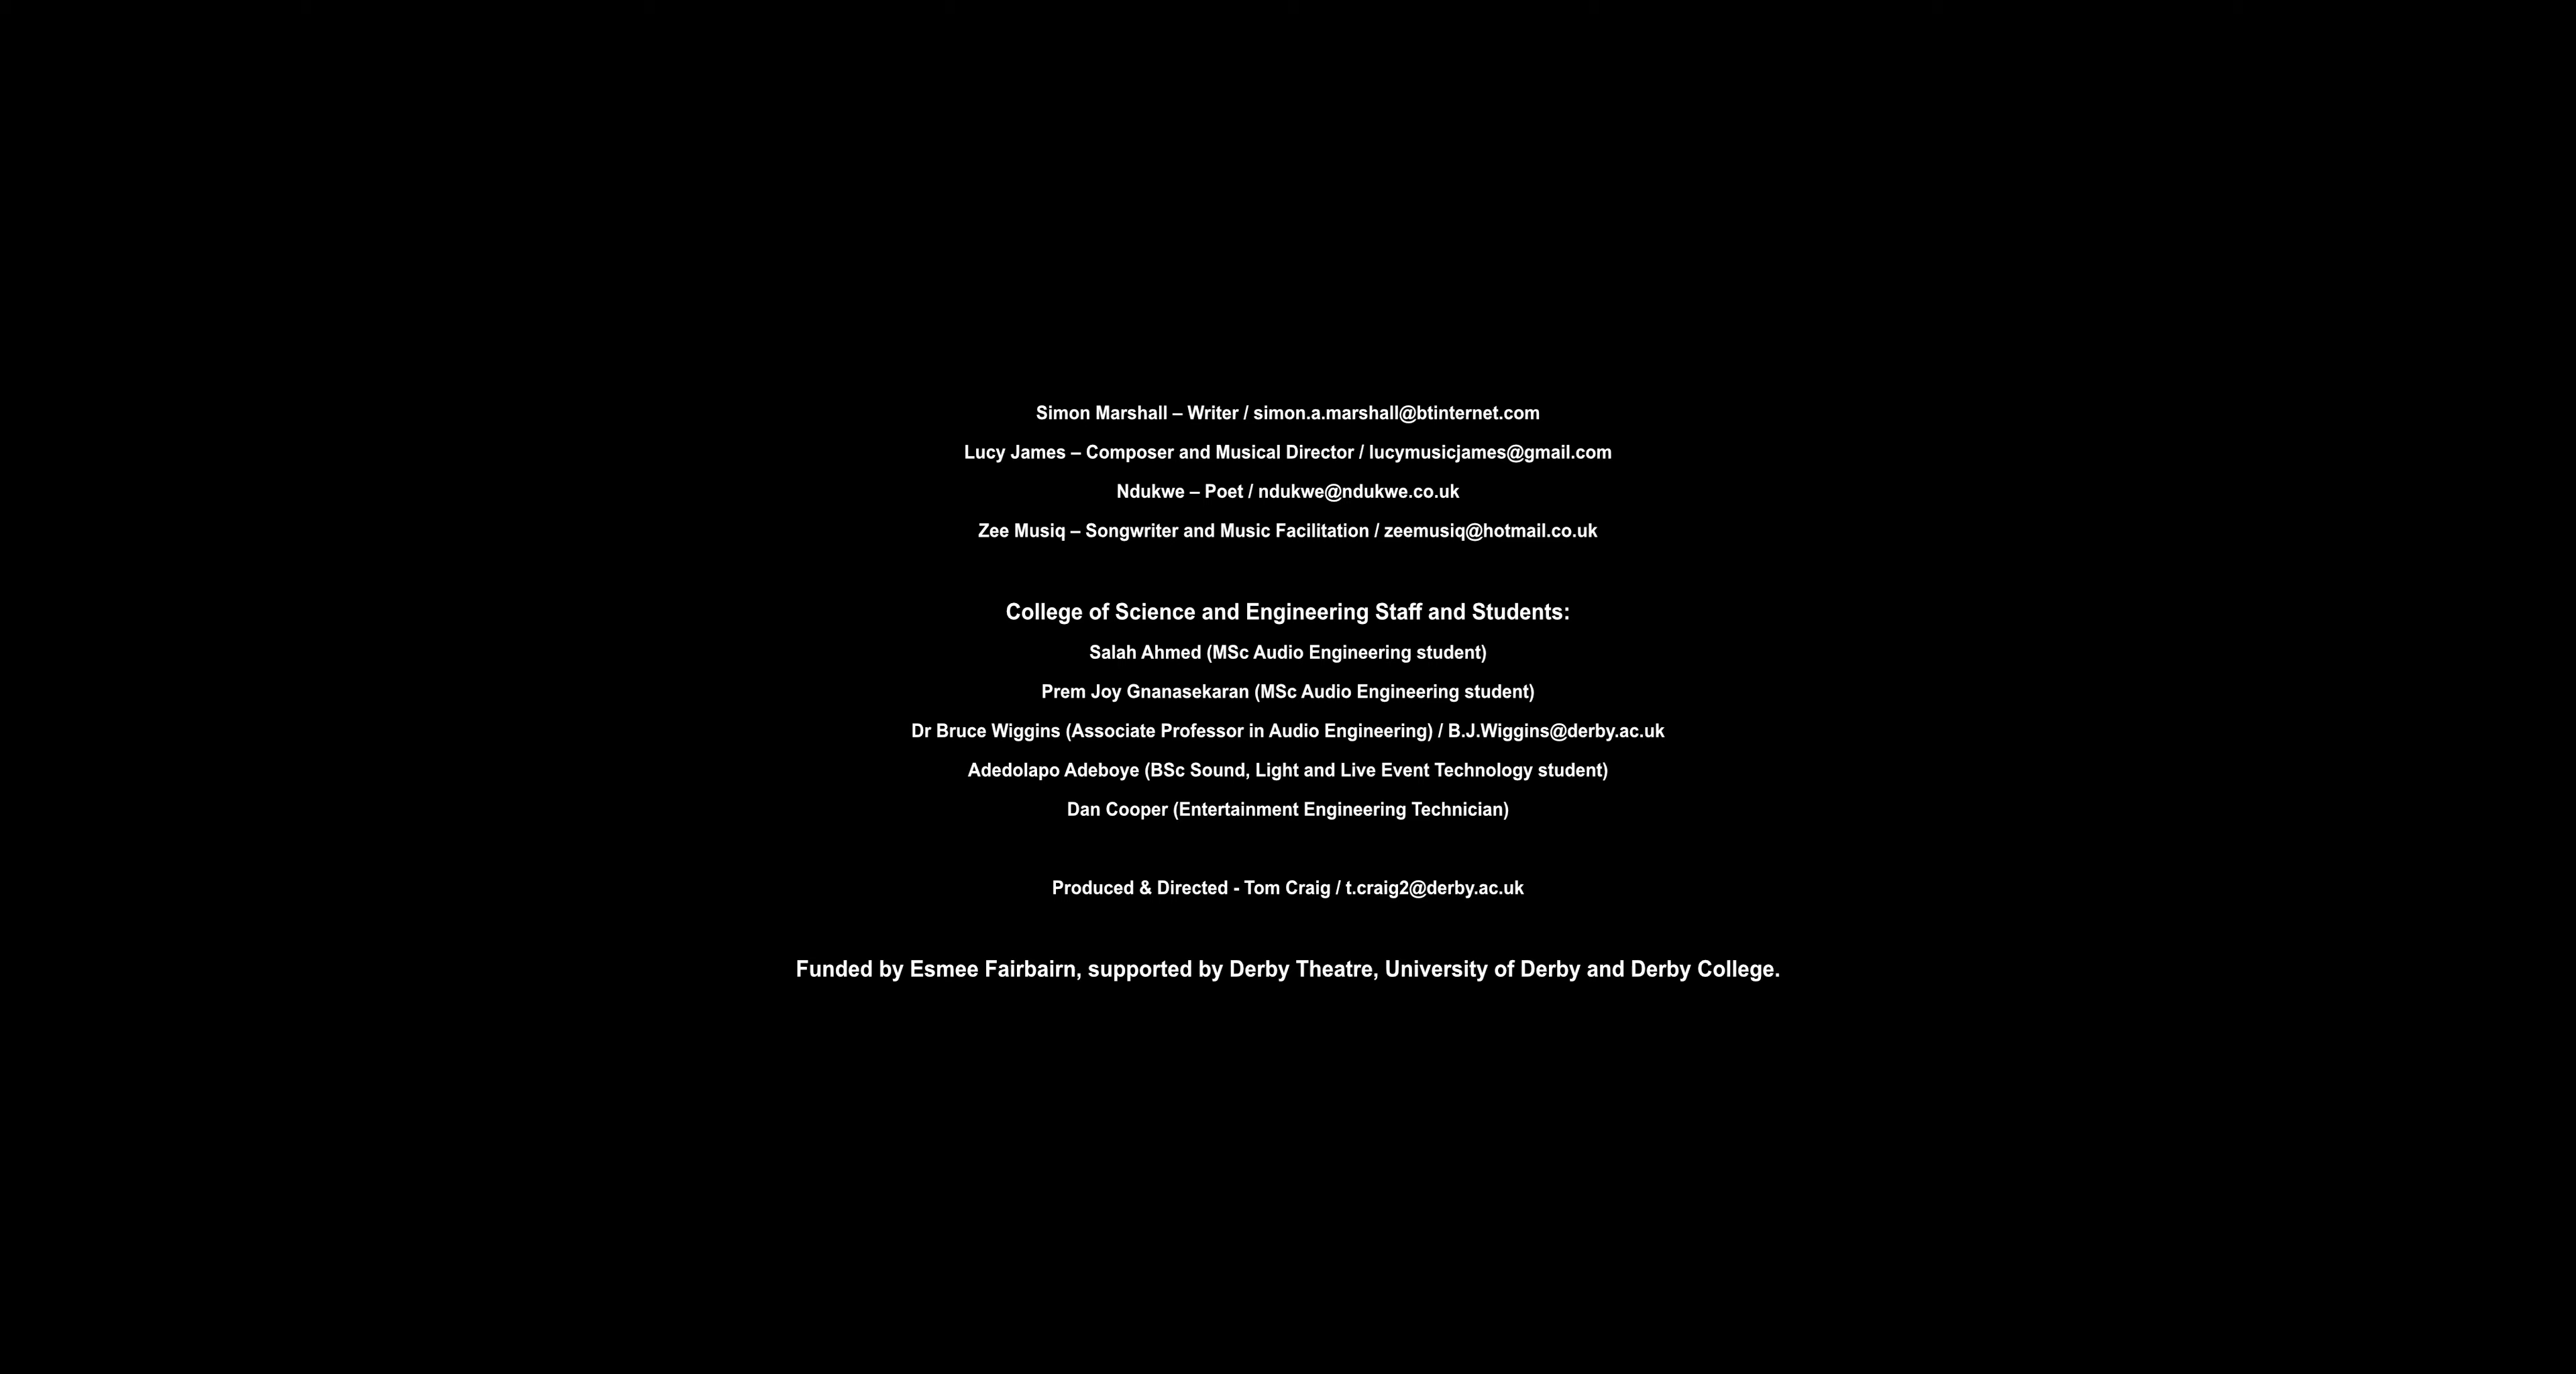 Simon Marshall – Writer / simon.a.marshall@btinternet.com
Lucy James – Composer and Musical Director / lucymusicjames@gmail.com
Ndukwe – Poet / ndukwe@ndukwe.co.uk
Zee Musiq – Songwriter and Music Facilitation / zeemusiq@hotmail.co.uk
College of Science and Engineering Staff and Students:
Salah Ahmed (MSc Audio Engineering student)
Prem Joy Gnanasekaran (MSc Audio Engineering student)
Dr Bruce Wiggins (Associate Professor in Audio Engineering) / B.J.Wiggins@derby.ac.uk
Adedolapo Adeboye (BSc Sound, Light and Live Event Technology student)
Dan Cooper (Entertainment Engineering Technician)
Produced & Directed - Tom Craig / t.craig2@derby.ac.uk
Funded by Esmee Fairbairn, supported by Derby Theatre, University of Derby and Derby College.